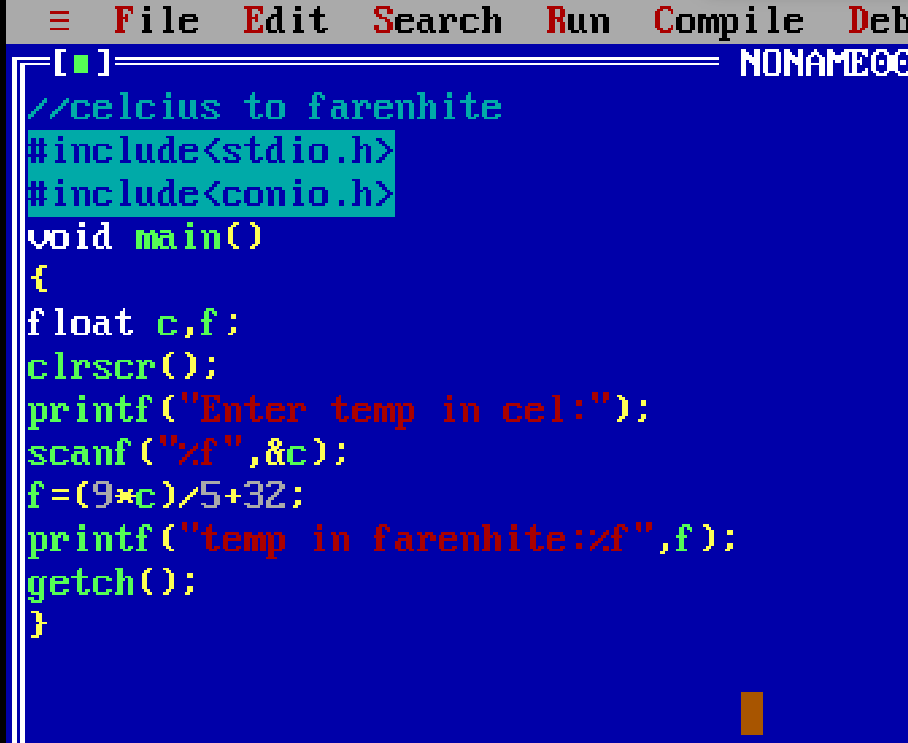 ≡ File Edit Search Run Compile Deb
[■] NONAME00
//celcius to farenhite
#include<stdio.h>
#include<conio.h>
void main()
{
float c,f;
clrscr();
printf("Enter temp in cel:");
scanf("%f",&c);
f=(9*c)/5+32;
printf("temp in farenhite:%f",f);
getch();
}